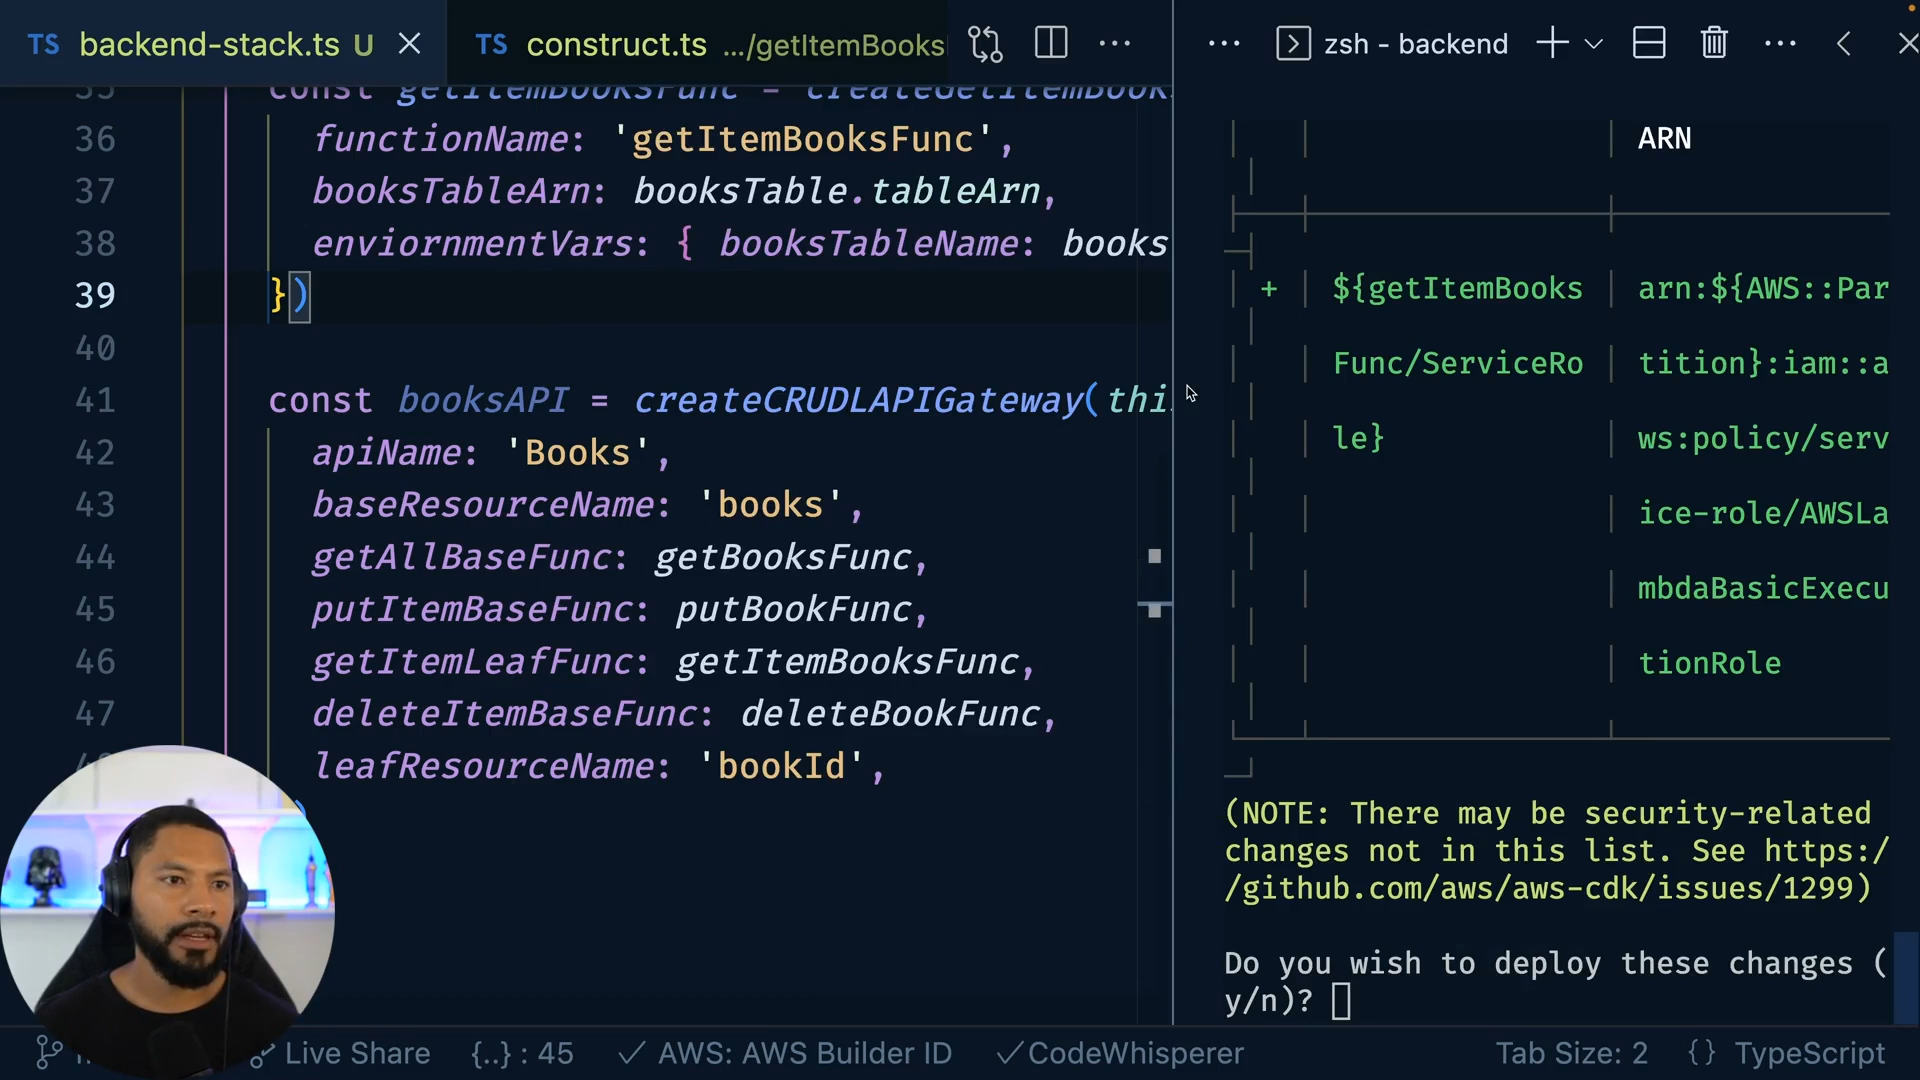 TS backend-stack.ts U
TS construct.ts .../getItemBooks
zsh - backend
35 const getItemBooksFunc = createGetItemBook
36 functionName: 'getItemBooksFunc',
37 booksTableArn: booksTable.tableArn,
38 enviornmentVars: { booksTableName: books
39 })
40
41 const booksAPI = createCRUDLAPIGateway(thi
42 apiName: 'Books',
43 baseResourceName: 'books',
44 getAllBaseFunc: getBooksFunc,
45 putItemBaseFunc: putBookFunc,
46 getItemLeafFunc: getItemBooksFunc,
47 deleteItemBaseFunc: deleteBookFunc,
leafResourceName: 'bookId',
ARN
+ ${getItemBooks arn:${AWS::Par
Func/ServiceRo tition}:iam::a
le} ws:policy/serv
ice-role/AWSLa
mbdaBasicExecu
tionRole
(NOTE: There may be security-related
changes not in this list. See https:/
/github.com/aws/aws-cdk/issues/1299)
Do you wish to deploy these changes (
y/n)?
Live Share {..} : 45 AWS: AWS Builder ID CodeWhisperer Tab Size: 2 {} TypeScript